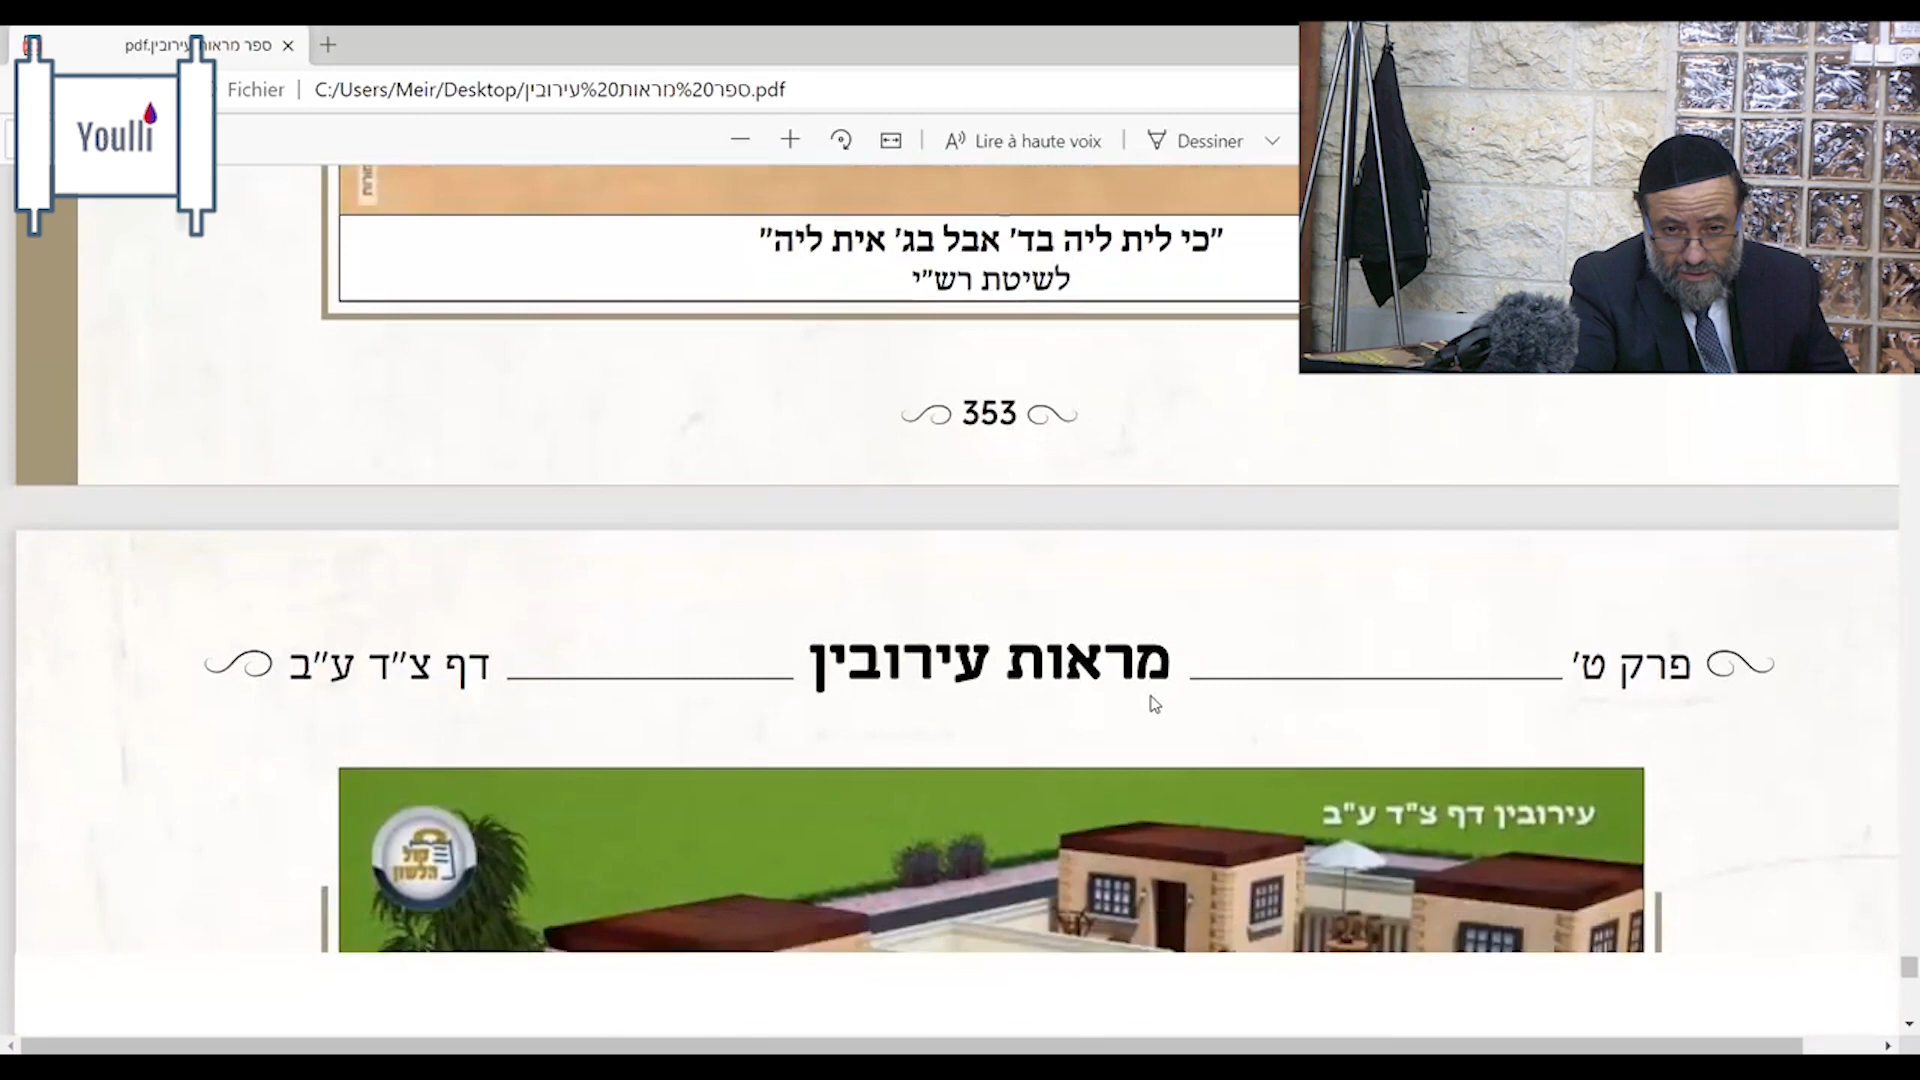 ספר מראות עירובין.pdf
Youlli
Fichier | C:/Users/Meir/Desktop/ספר%20מראות%20עירובין.pdf
Lire à haute voix
Dessiner
"כי לית ליה בד' אבל בג' אית ליה"
לשיטת רש"י
353
פרק ט' מראות עירובין דף צ"ד ע"ב
עירובין דף צ"ד ע"ב
קול
הלשון